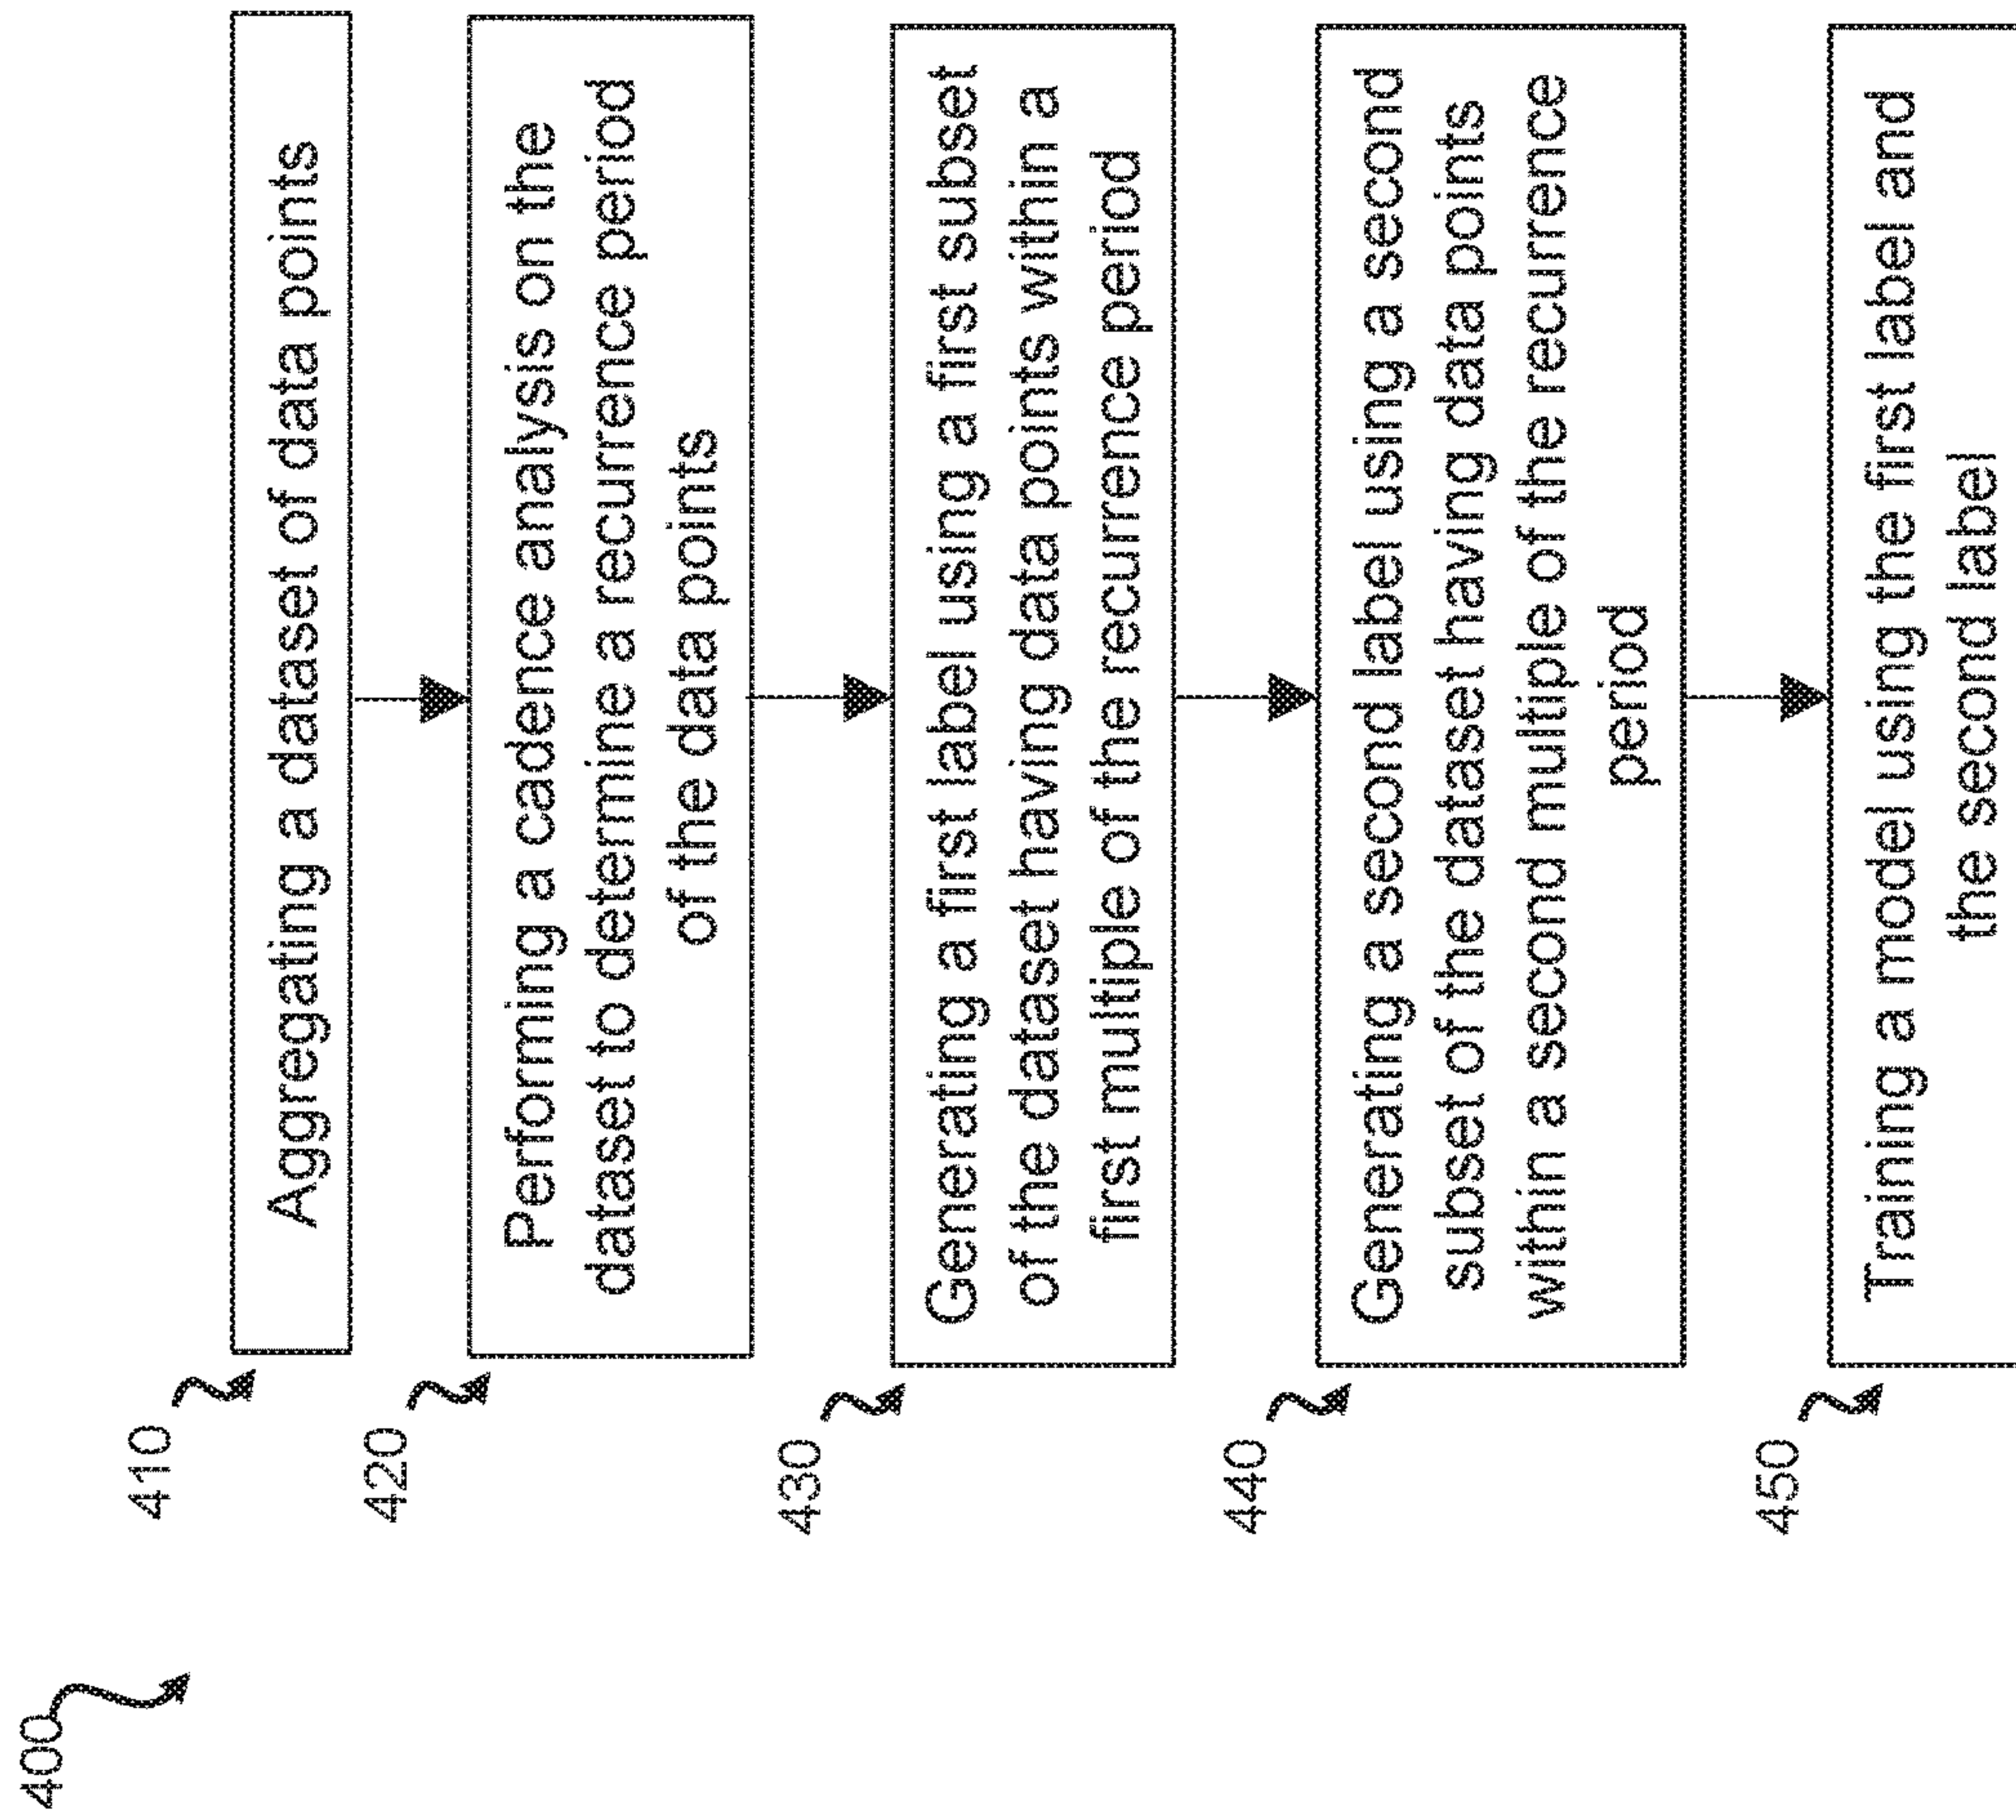 400
410
Aggregating a dataset of data points
420
Performing a cadence analysis on the
dataset to determine a recurrence period
of the data points
430
Generating a first label using a first subset
of the dataset having data points within a
first multiple of the recurrence period
440
Generating a second label using a second
subset of the dataset having data points
within a second multiple of the recurrence
period
450
Training a model using the first label and
the second label